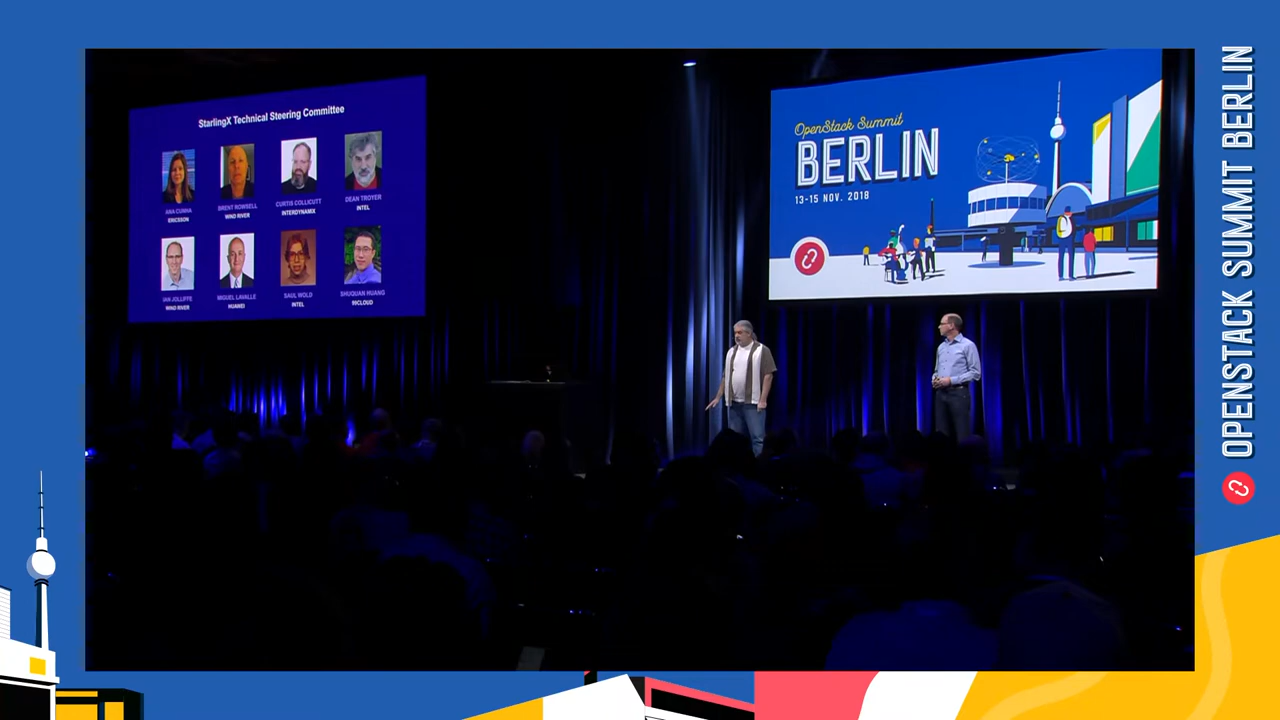 StarlingX Technical Steering Committee
ANA CUNHA
ERICSSON
BRENT ROWSELL
WIND RIVER
CURTIS COLLICUTT
INTERDYNAMIX
DEAN TROYER
INTEL
IAN JOLLIFFE
WIND RIVER
MIGUEL LAVALLE
HUAWEI
SAUL WOLD
INTEL
SHUQUAN HUANG
99CLOUD
OpenStack Summit
BERLIN
13-15 NOV. 2018
OPENSTACK SUMMIT BERLIN